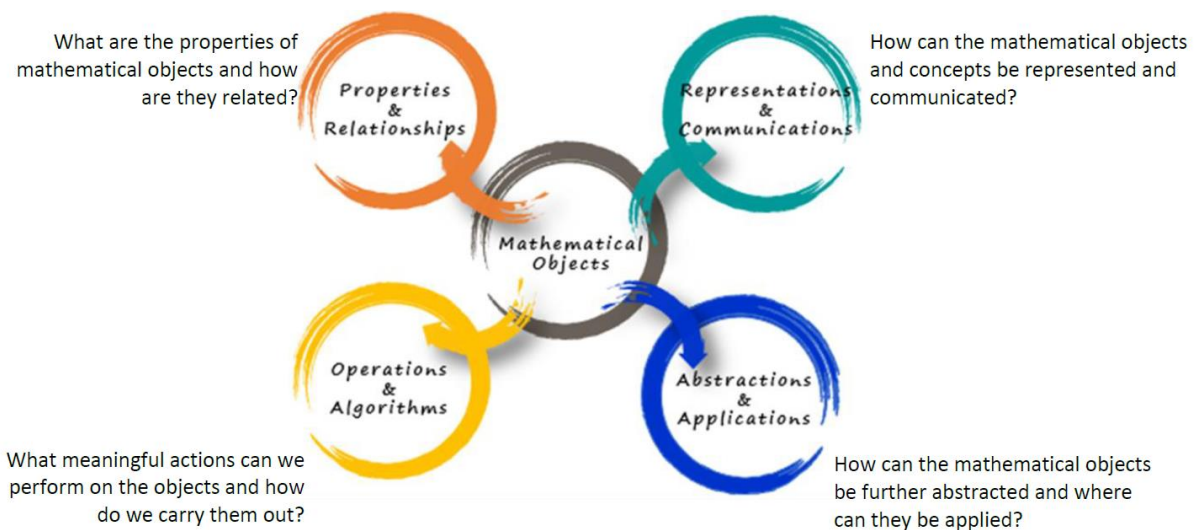 What are the properties of
mathematical objects and how
are they related?
Properties
&
Relationships
Representations
&
Communications
How can the mathematical objects
and concepts be represented and
communicated?
Mathematical
Objects
Operations
&
Algorithms
What meaningful actions can we
perform on the objects and how
do we carry them out?
Abstractions
&
Applications
How can the mathematical objects
be further abstracted and where
can they be applied?